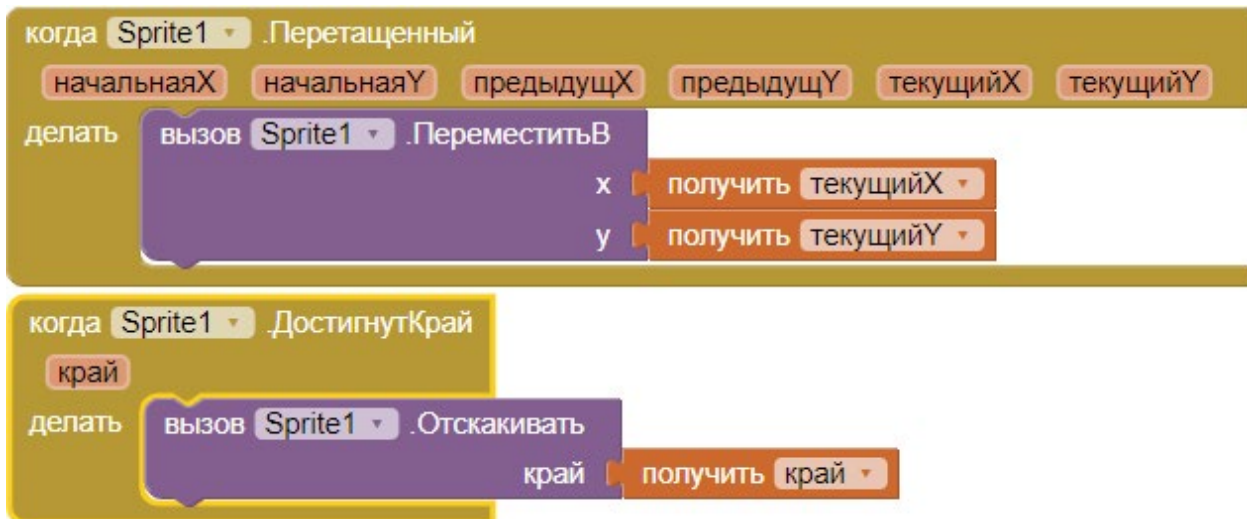 когда Sprite1 .Перетащенный
начальнаяX начальнаяY предыдущX предыдущY текущийX текущийY
делать вызов Sprite1 .ПереместитьВ
x получить текущийX
y получить текущийY
когда Sprite1 .ДостигнутКрай
край
делать вызов Sprite1 .Отскакивать
край получить край